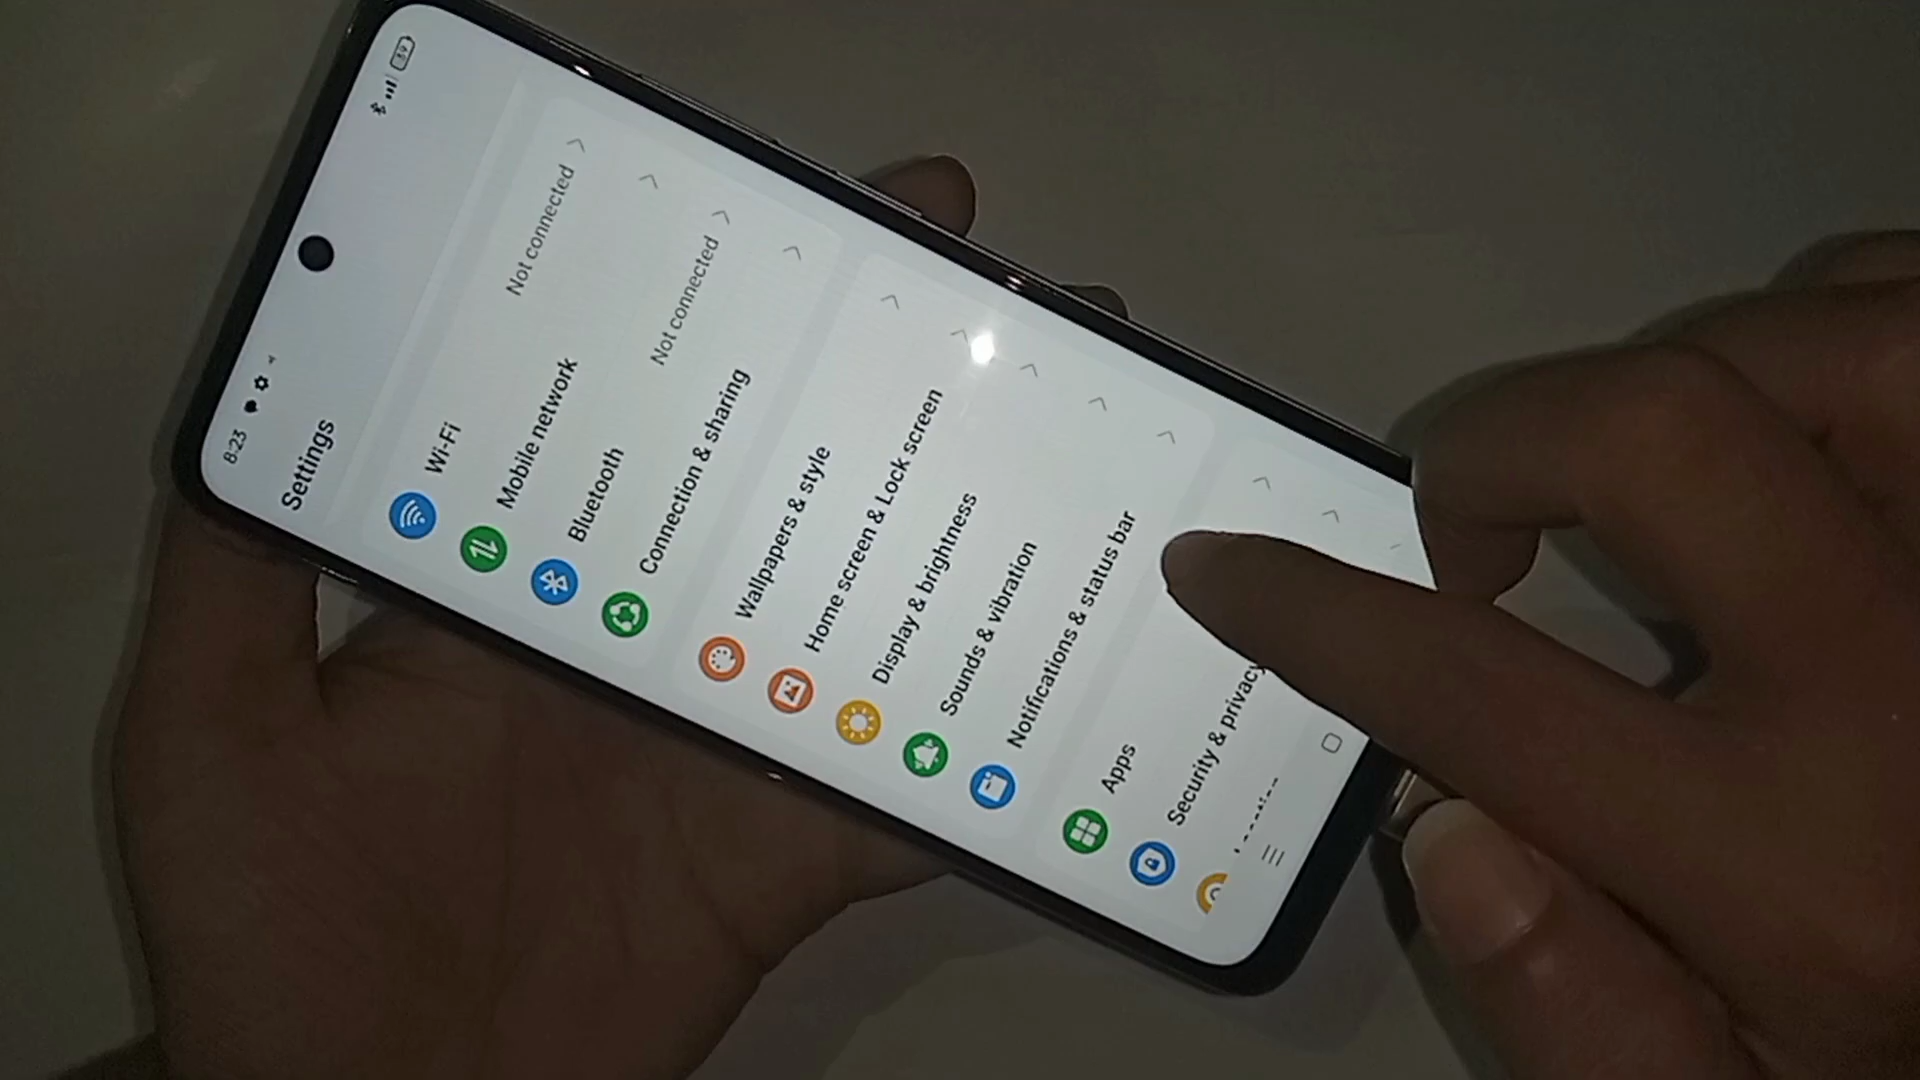 8:23
59
Settings
Wi-Fi Not connected
Mobile network
Bluetooth Not connected
Connection & sharing
Wallpapers & style
Home screen & Lock screen
Display & brightness
Sounds & vibration
Notifications & status bar
Apps
Security & privacy